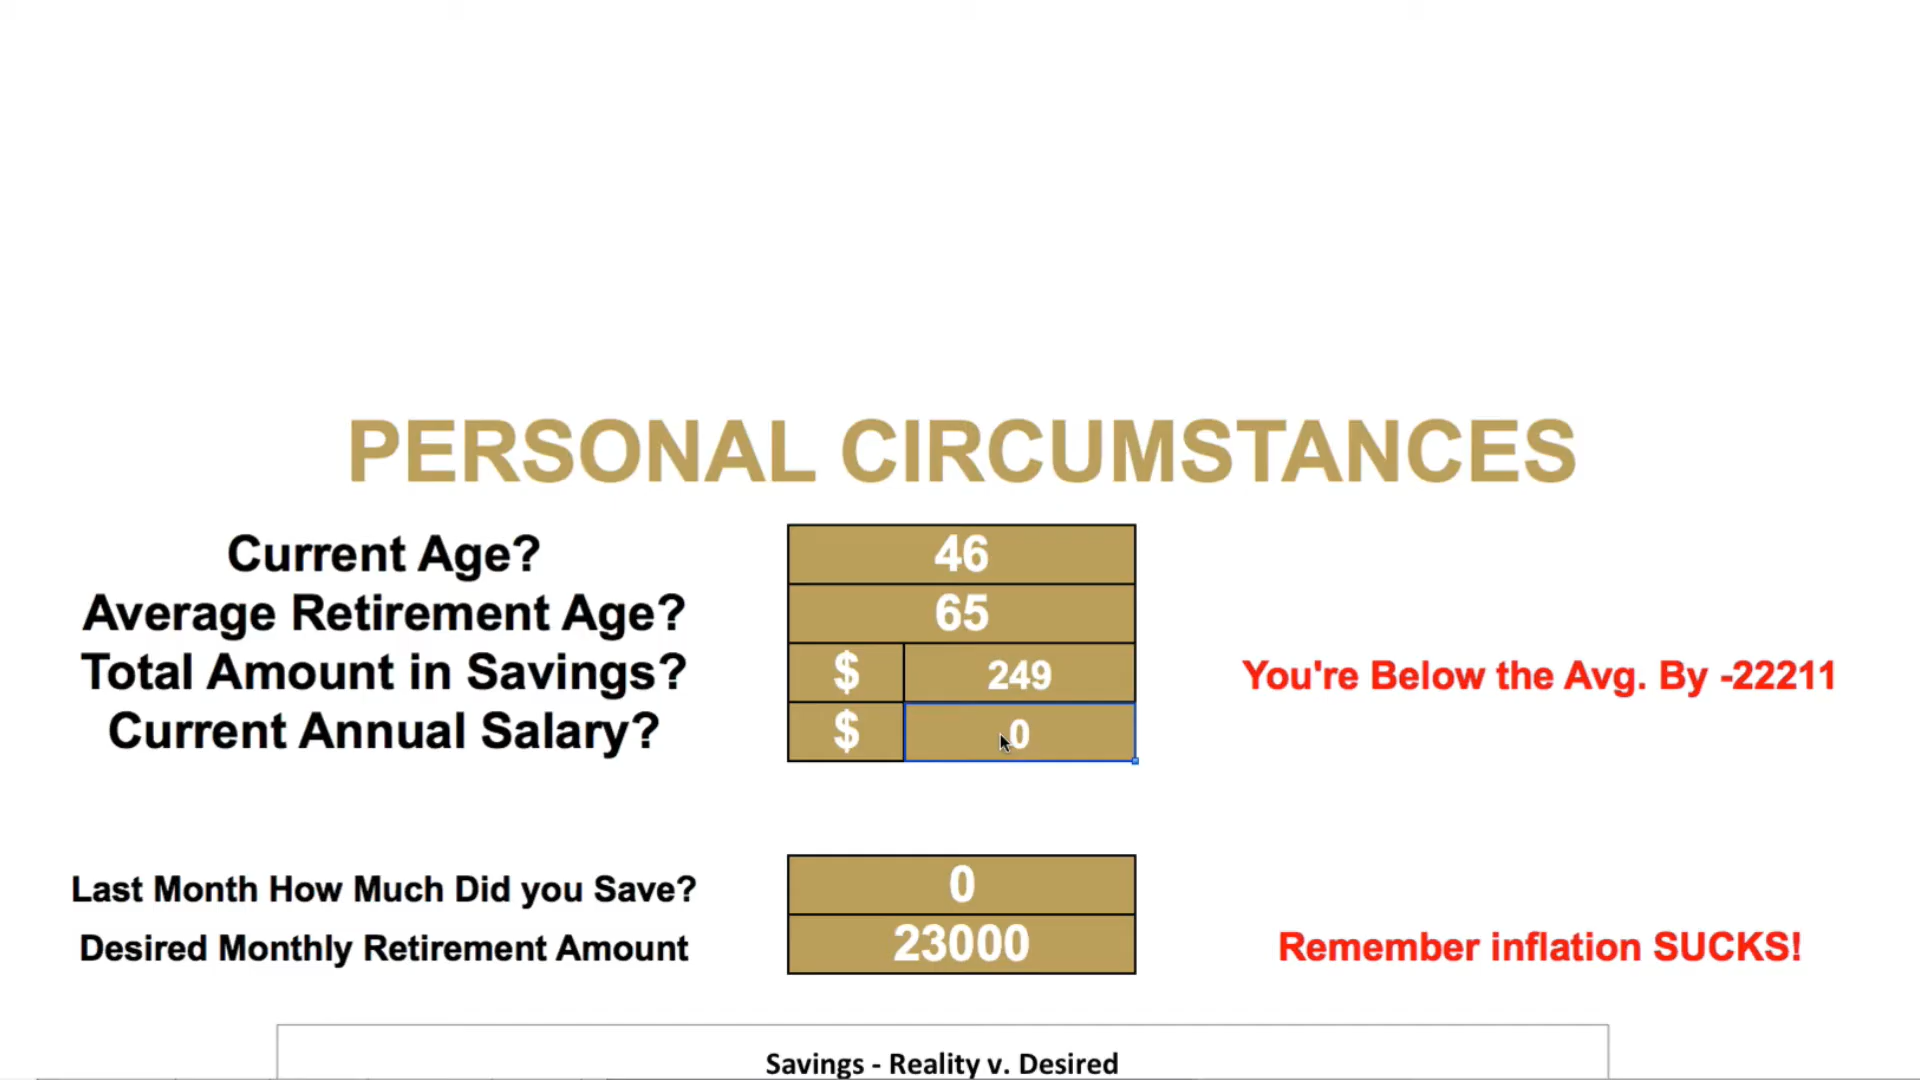 PERSONAL CIRCUMSTANCES
Current Age? 46
Average Retirement Age? 65
Total Amount in Savings? $ 249 You're Below the Avg. By -22211
Current Annual Salary? $ 0
Last Month How Much Did you Save? 0
Desired Monthly Retirement Amount 23000 Remember inflation SUCKS!
Savings - Reality v. Desired